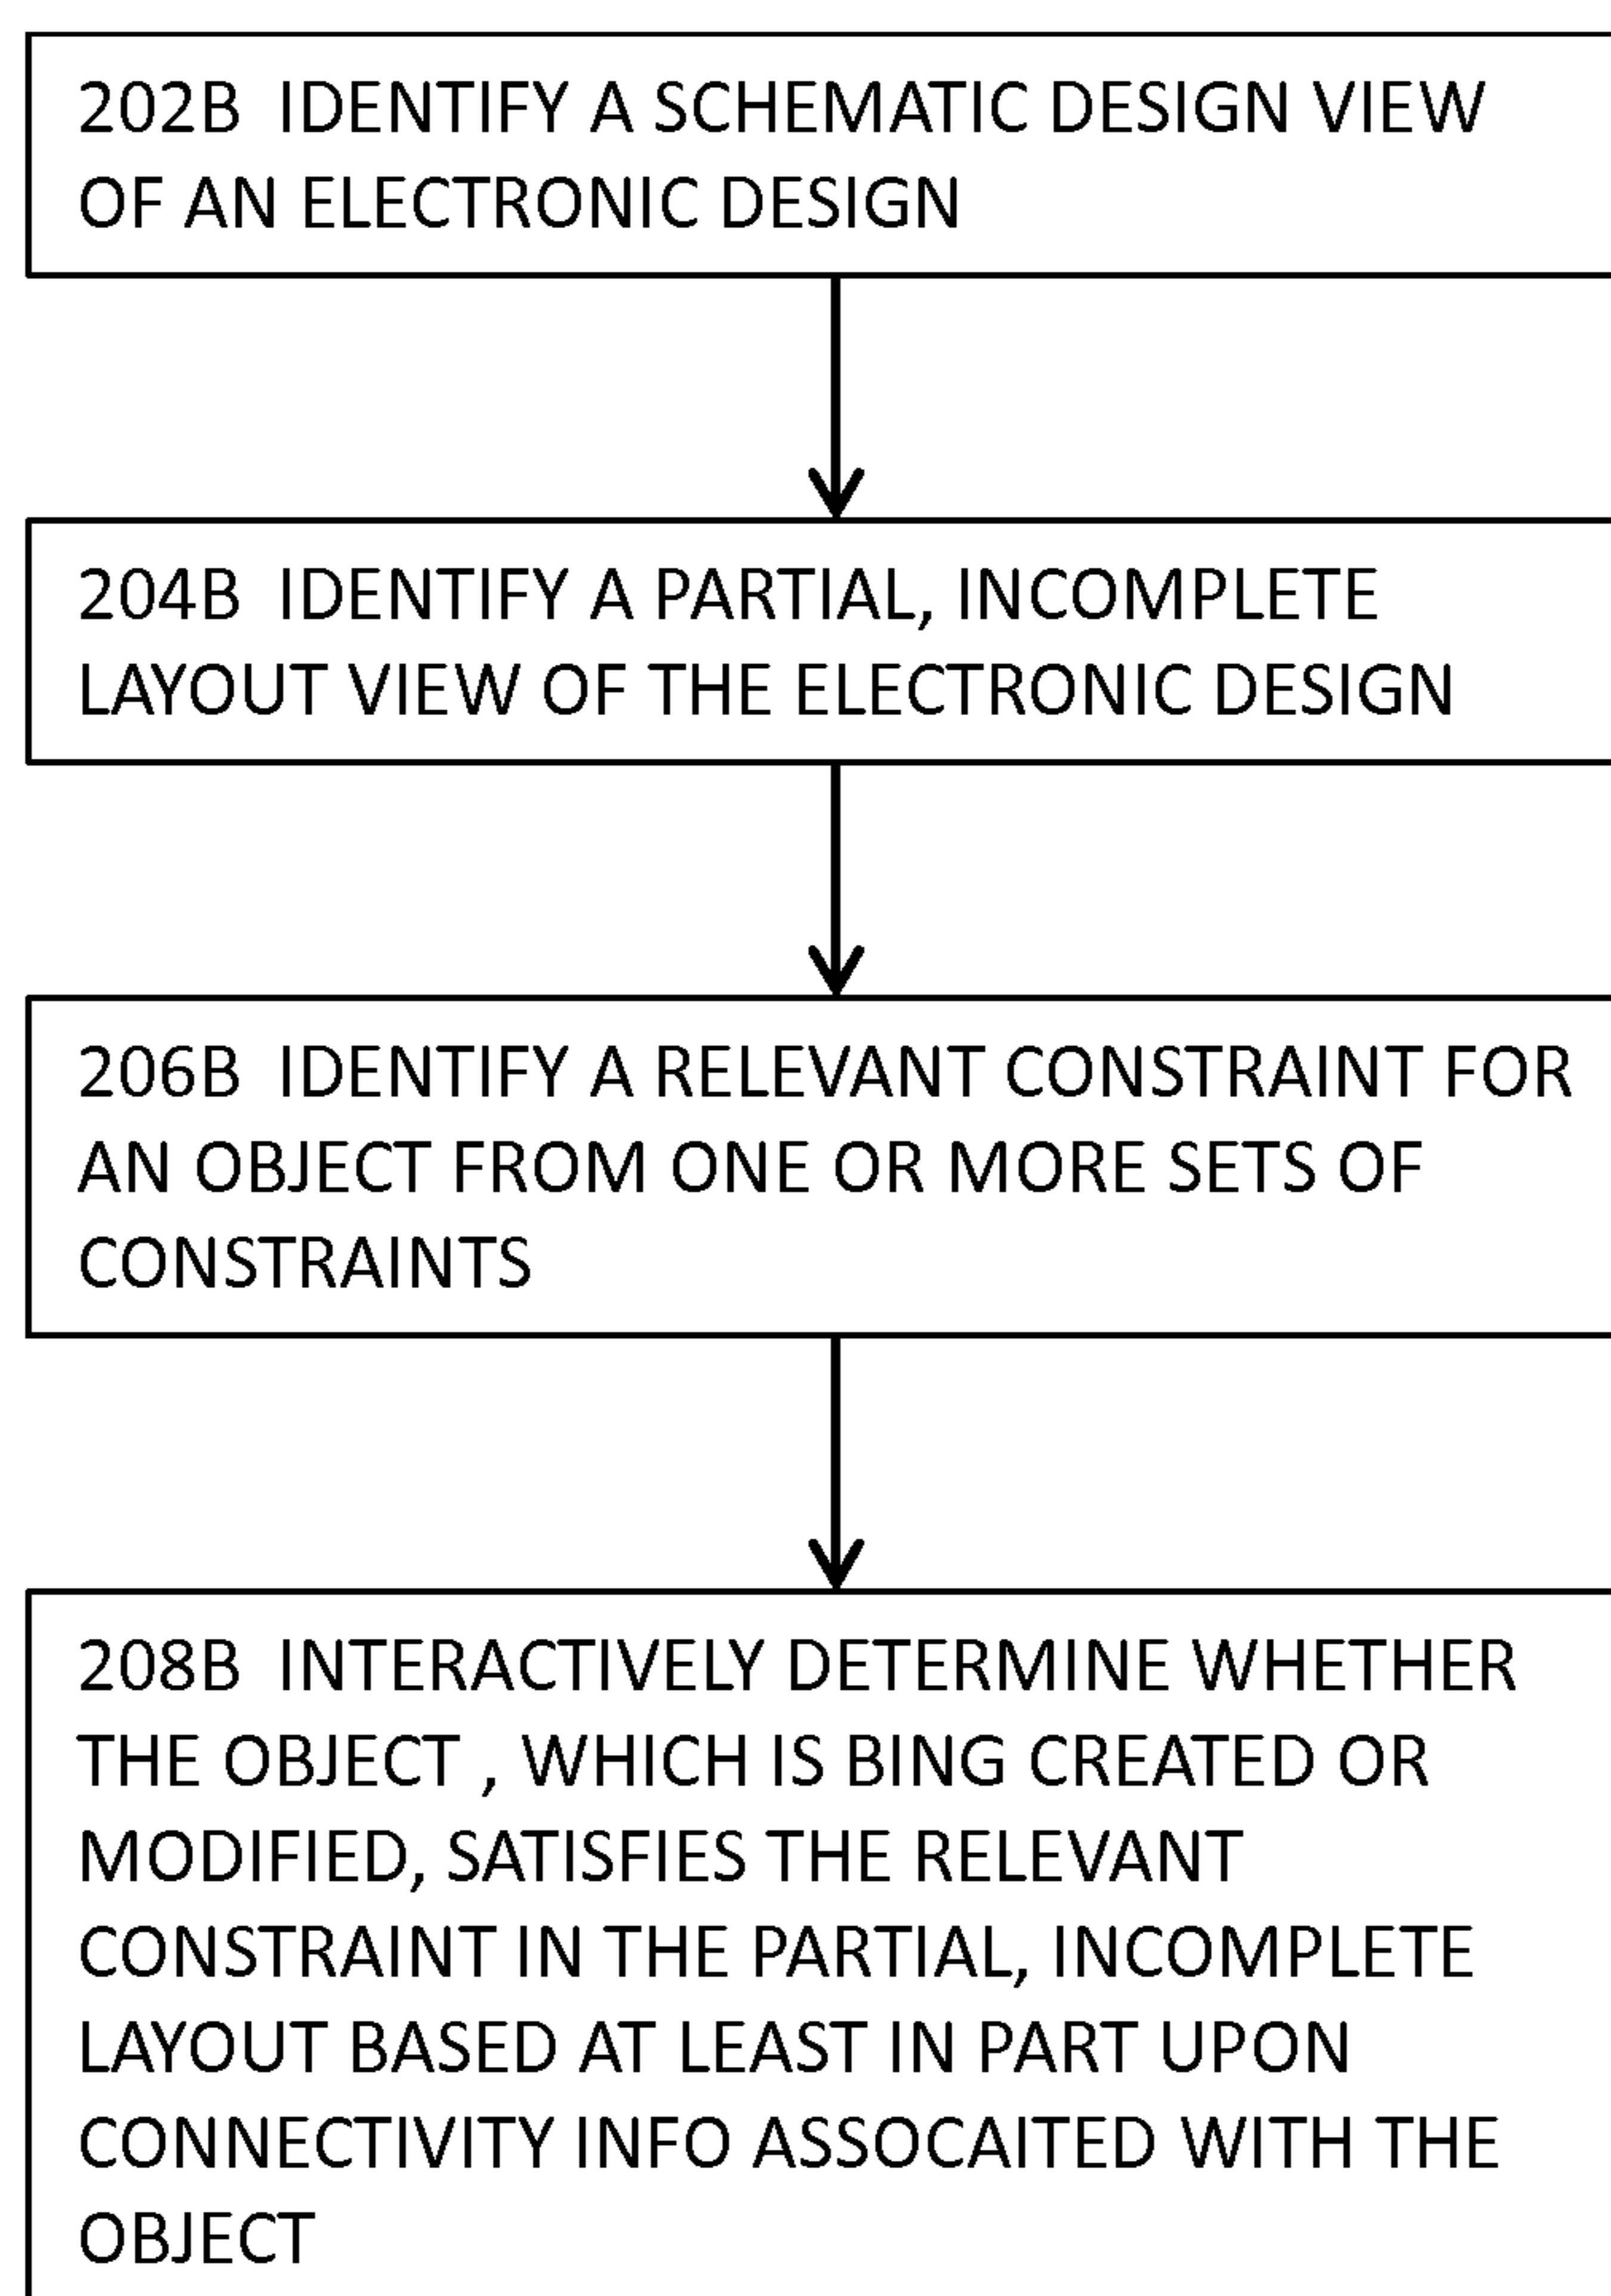 202B IDENTIFY A SCHEMATIC DESIGN VIEW
OF AN ELECTRONIC DESIGN
204B IDENTIFY A PARTIAL, INCOMPLETE
LAYOUT VIEW OF THE ELECTRONIC DESIGN
206B IDENTIFY A RELEVANT CONSTRAINT FOR
AN OBJECT FROM ONE OR MORE SETS OF
CONSTRAINTS
208B INTERACTIVELY DETERMINE WHETHER
THE OBJECT , WHICH IS BING CREATED OR
MODIFIED, SATISFIES THE RELEVANT
CONSTRAINT IN THE PARTIAL, INCOMPLETE
LAYOUT BASED AT LEAST IN PART UPON
CONNECTIVITY INFO ASSOCAITED WITH THE
OBJECT